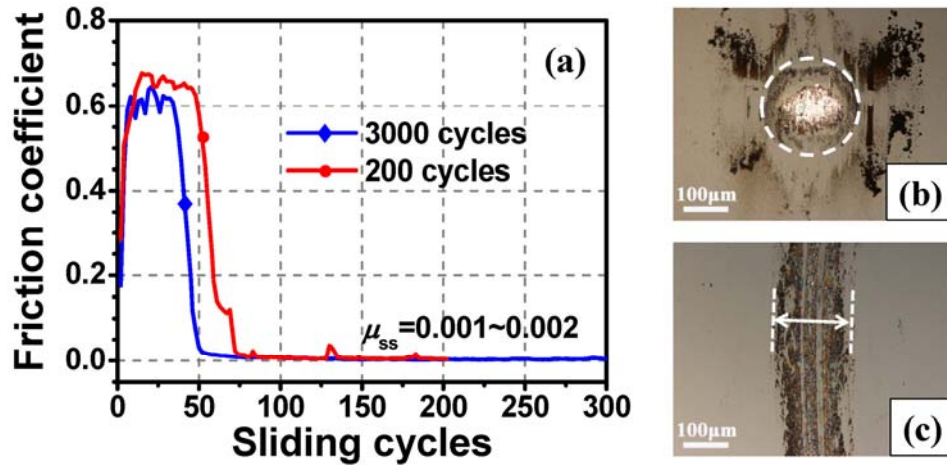 Friction coefficient
0.8
0.6
0.4
0.2
0.0
(a)
3000 cycles
200 cycles
μss=0.001~0.002
0
50
100
150
200
250
300
Sliding cycles
100μm
(b)
100μm
(c)